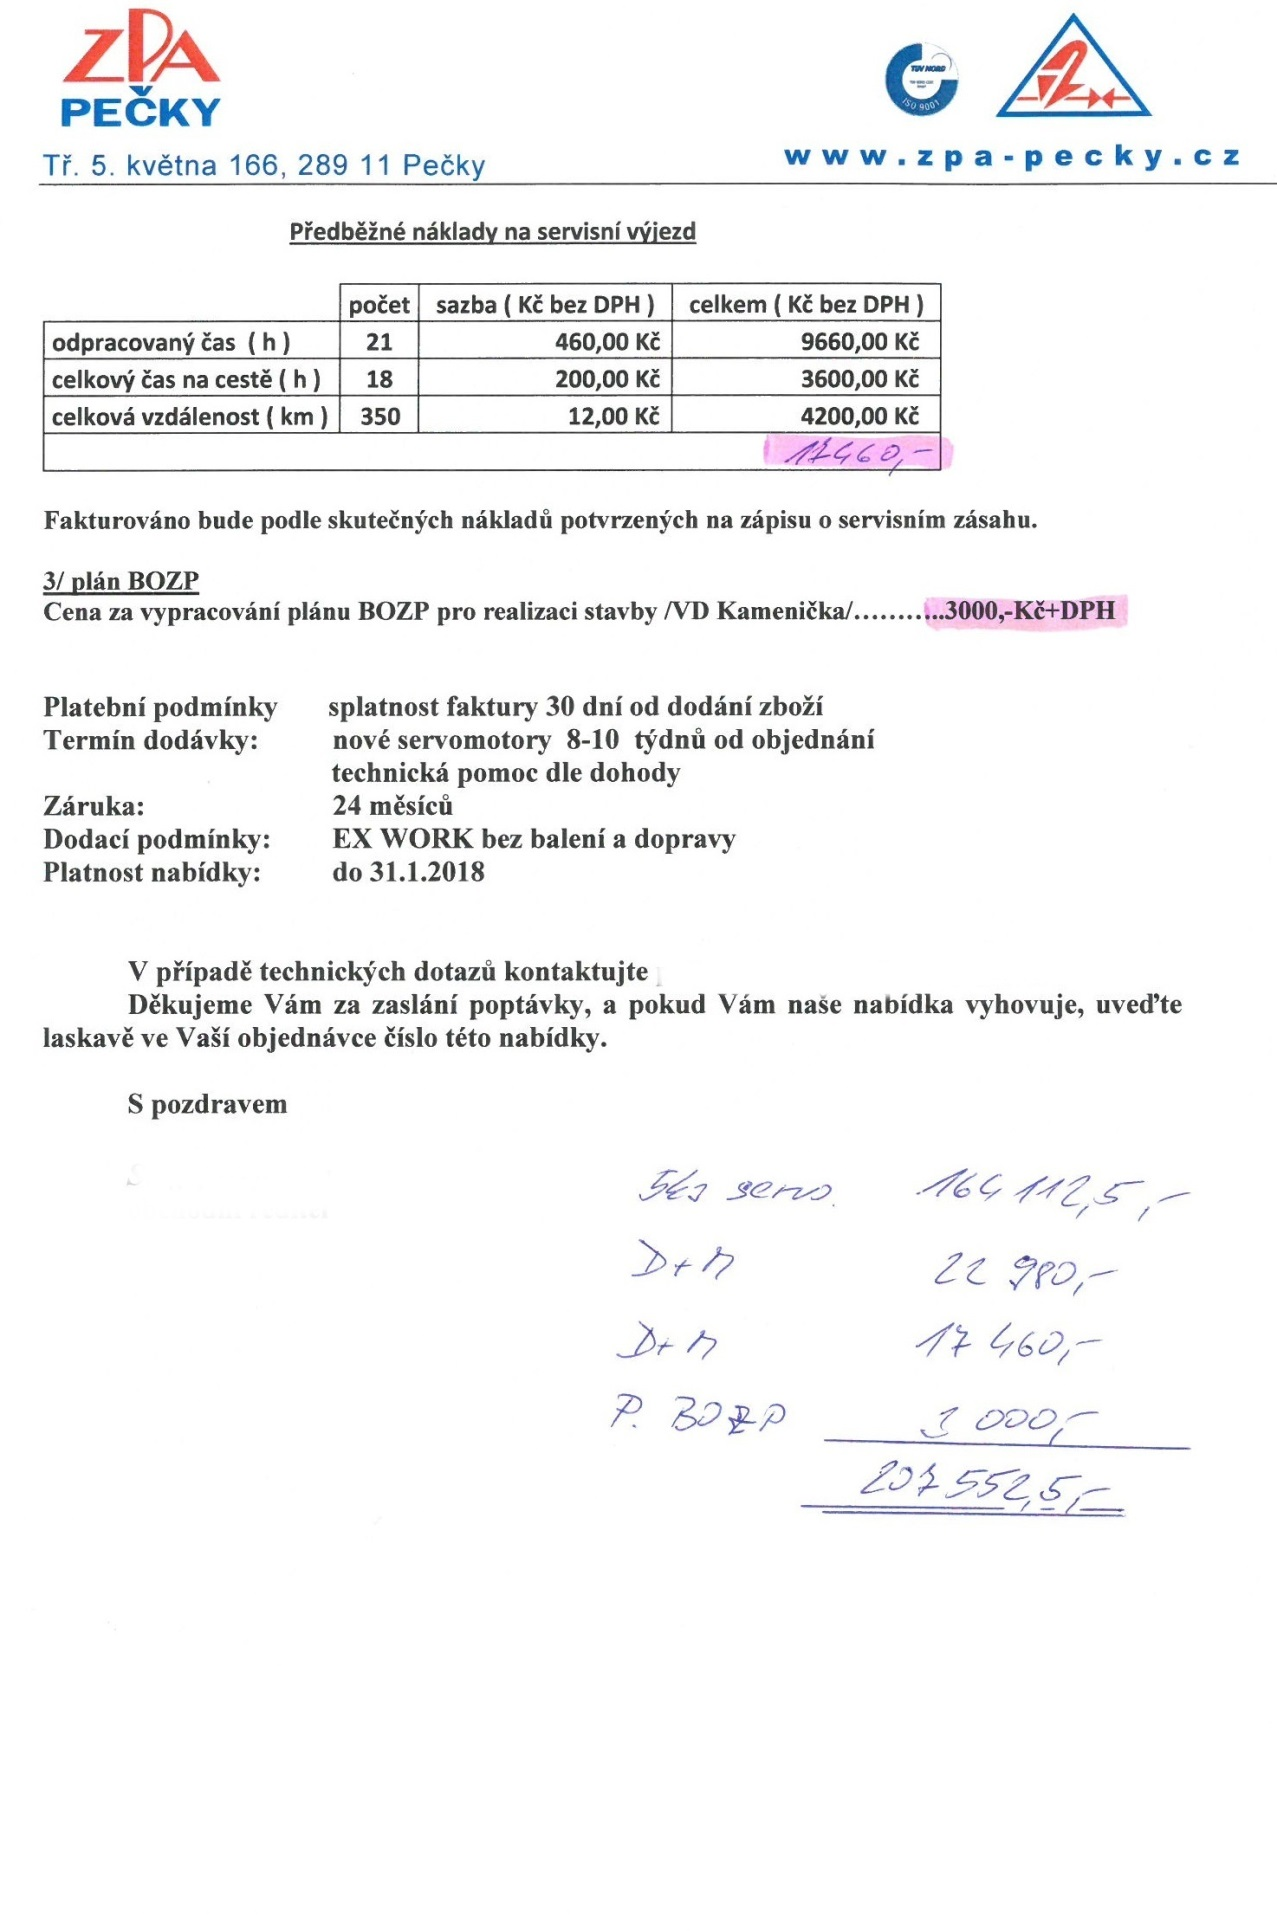 ZPA
PEČKY
TÜV NORD
ISO 9001
Tř. 5. května 166, 289 11 Pečky
www.zpa-pecky.cz
Předběžné náklady na servisní výjezd
počet sazba ( Kč bez DPH ) celkem ( Kč bez DPH )
odpracovaný čas ( h ) 21 460,00 Kč 9660,00 Kč
celkový čas na cestě ( h ) 18 200,00 Kč 3600,00 Kč
celková vzdálenost ( km ) 350 12,00 Kč 4200,00 Kč
17460,-
Fakturováno bude podle skutečných nákladů potvrzených na zápisu o servisním zásahu.
3/ plán BOZP
Cena za vypracování plánu BOZP pro realizaci stavby /VD Kamenička/...........3000,-Kč+DPH
Platební podmínky splatnost faktury 30 dní od dodání zboží
Termín dodávky: nové servomotory 8-10 týdnů od objednání
technická pomoc dle dohody
Záruka: 24 měsíců
Dodací podmínky: EX WORK bez balení a dopravy
Platnost nabídky: do 31.1.2018
V případě technických dotazů kontaktujte
Děkujeme Vám za zaslání poptávky, a pokud Vám naše nabídka vyhovuje, uveďte
laskavě ve Vaší objednávce číslo této nabídky.
S pozdravem
5ks servo. 164 112,5,-
D+M 22 980,-
D+M 17 460,-
P. BOZP 3 000,-
207 552,5,-